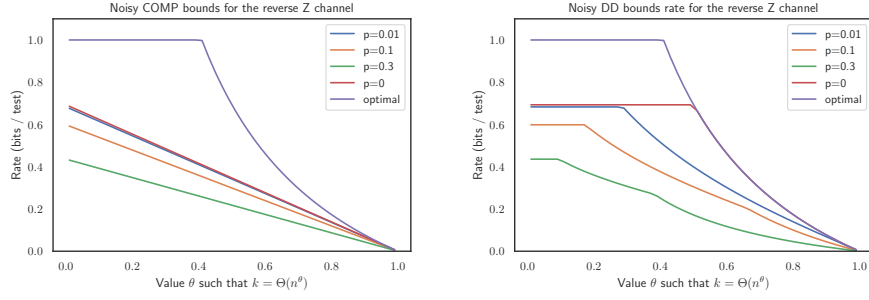 Noisy COMP bounds for the reverse Z channel
Rate (bits / test)
1.0
0.8
0.6
0.4
0.2
0.0
p=0.01
p=0.1
p=0.3
p=0
optimal
0.0 0.2 0.4 0.6 0.8 1.0
Value θ such that k = Θ(n^θ)
Noisy DD bounds rate for the reverse Z channel
Rate (bits / test)
1.0
0.8
0.6
0.4
0.2
0.0
p=0.01
p=0.1
p=0.3
p=0
optimal
0.0 0.2 0.4 0.6 0.8 1.0
Value θ such that k = Θ(n^θ)